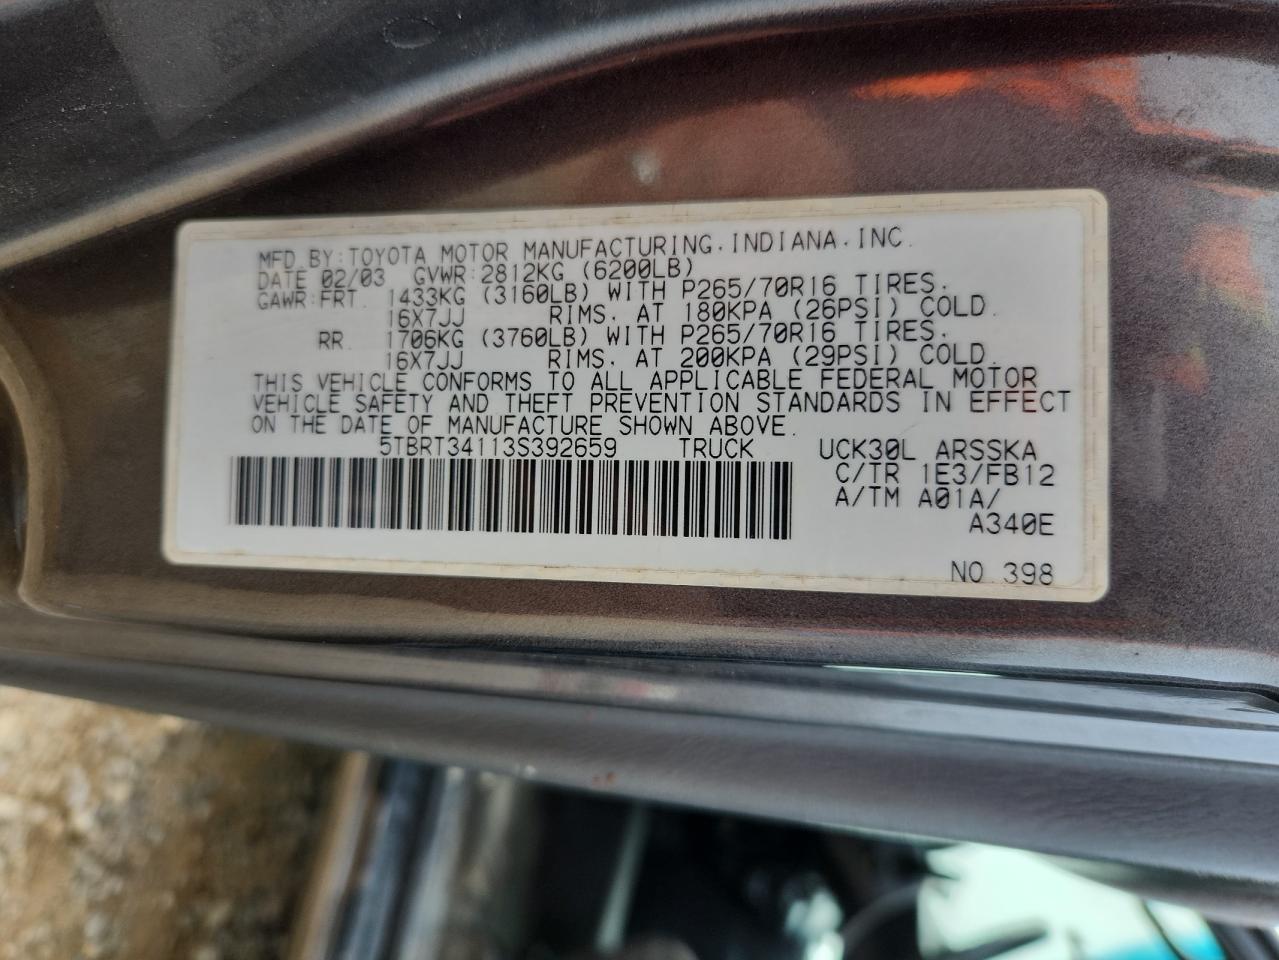 MFD. BY: TOYOTA MOTOR MANUFACTURING. INDIANA. INC.
DATE 02/03 GVWR: 2812KG (6200LB)
GAWR: FRT. 1433KG (3160LB) WITH P265/70R16 TIRES.
16X7JJ RIMS. AT 180KPA (26PSI) COLD.
RR. 1706KG (3760LB) WITH P265/70R16 TIRES.
16X7JJ RIMS. AT 200KPA (29PSI) COLD.
THIS VEHICLE CONFORMS TO ALL APPLICABLE FEDERAL MOTOR
VEHICLE SAFETY AND THEFT PREVENTION STANDARDS IN EFFECT
ON THE DATE OF MANUFACTURE SHOWN ABOVE.
5TBRT34113S392659 TRUCK UCK30L ARSSKA
C/TR 1E3/FB12
A/TM A01A/
A340E
NO. 398